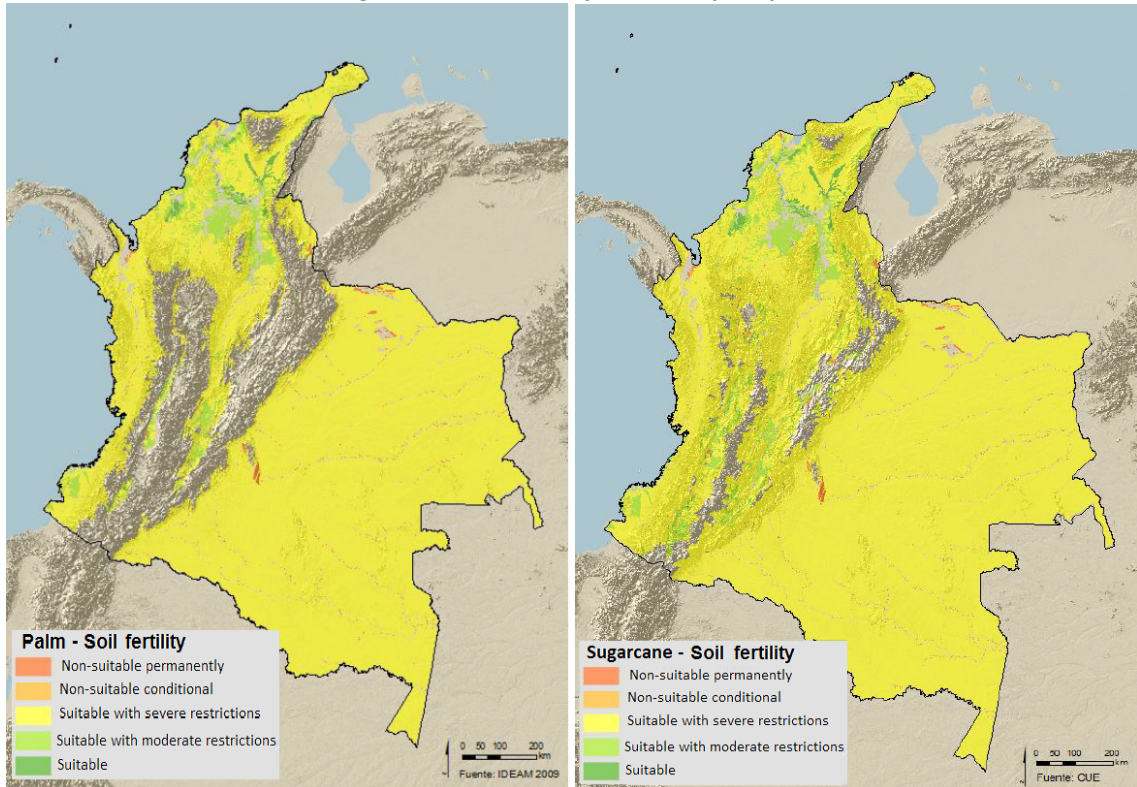 Palm - Soil fertility
Non-suitable permanently
Non-suitable conditional
Suitable with severe restrictions
Suitable with moderate restrictions
Suitable
0 50 100 200
km
Fuente: IDEAM 2009
Sugarcane - Soil fertility
Non-suitable permanently
Non-suitable conditional
Suitable with severe restrictions
Suitable with moderate restrictions
Suitable
0 50 100 200
km
Fuente: CUE